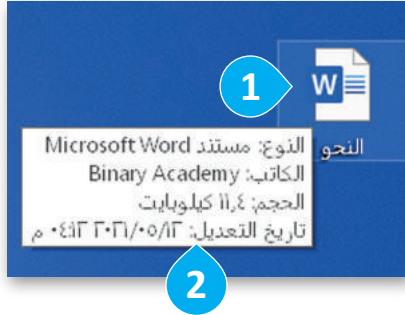 1
W
النحو
النوع: مستند Microsoft Word
الكاتب: Binary Academy
الحجم: ١١٫٤ كيلوبايت
تاريخ التعديل: ٢٠٢١/٠٥/١٣ ٠٤:١٣ م
2